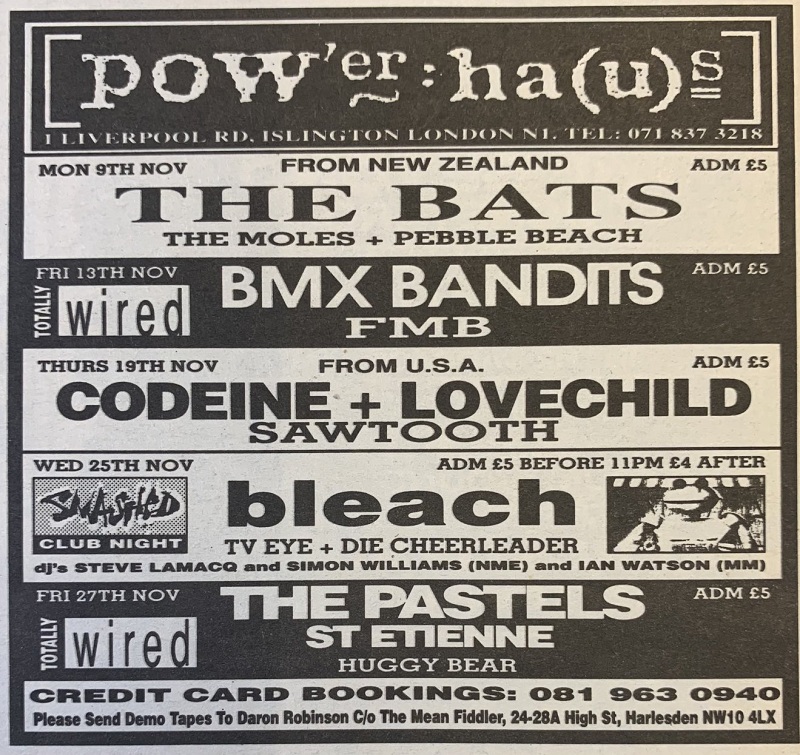 [pow'er:ha(u)s]
1 LIVERPOOL RD. ISLINGTON LONDON N1. TEL: 071 837 3218
MON 9TH NOV FROM NEW ZEALAND ADM £5
THE BATS
THE MOLES + PEBBLE BEACH
FRI 13TH NOV BMX BANDITS ADM £5
TOTALLY wired
FMB
THURS 19TH NOV FROM U.S.A. ADM £5
CODEINE + LOVECHILD
SAWTOOTH
WED 25TH NOV ADM £5 BEFORE 11PM £4 AFTER
SMASHED bleach
CLUB NIGHT TV EYE + DIE CHEERLEADER
dj's STEVE LAMACQ and SIMON WILLIAMS (NME) and IAN WATSON (MM)
FRI 27TH NOV THE PASTELS ADM £5
TOTALLY wired ST ETIENNE
HUGGY BEAR
CREDIT CARD BOOKINGS: 081 963 0940
Please Send Demo Tapes To Daron Robinson C/o The Mean Fiddler, 24-28A High St, Harlesden NW10 4LX